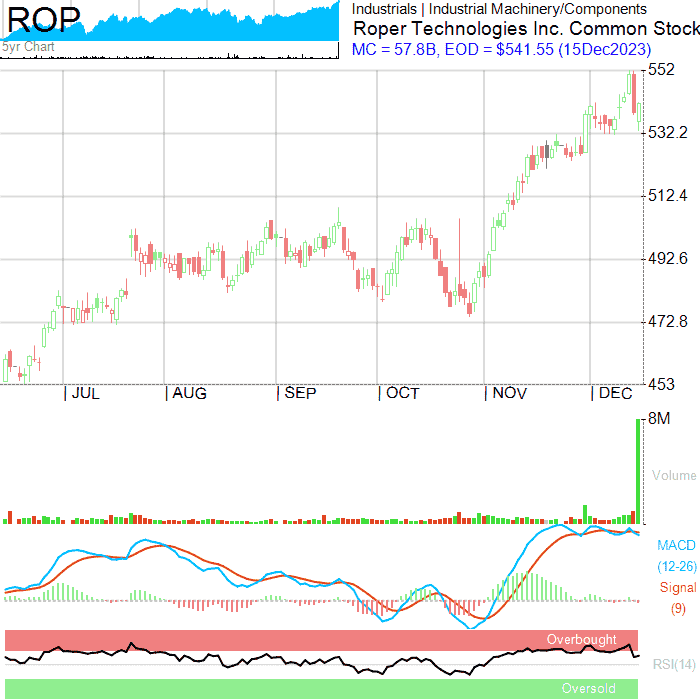 ROP
5yr Chart
Industrials | Industrial Machinery/Components
Roper Technologies Inc. Common Stock
MC = 57.8B, EOD = $541.55 (15Dec2023)
552
532.2
512.4
492.6
472.8
453
| JUL | AUG | SEP | OCT | NOV | DEC
8M
Volume
MACD
(12-26)
Signal
(9)
Overbought
RSI(14)
Oversold